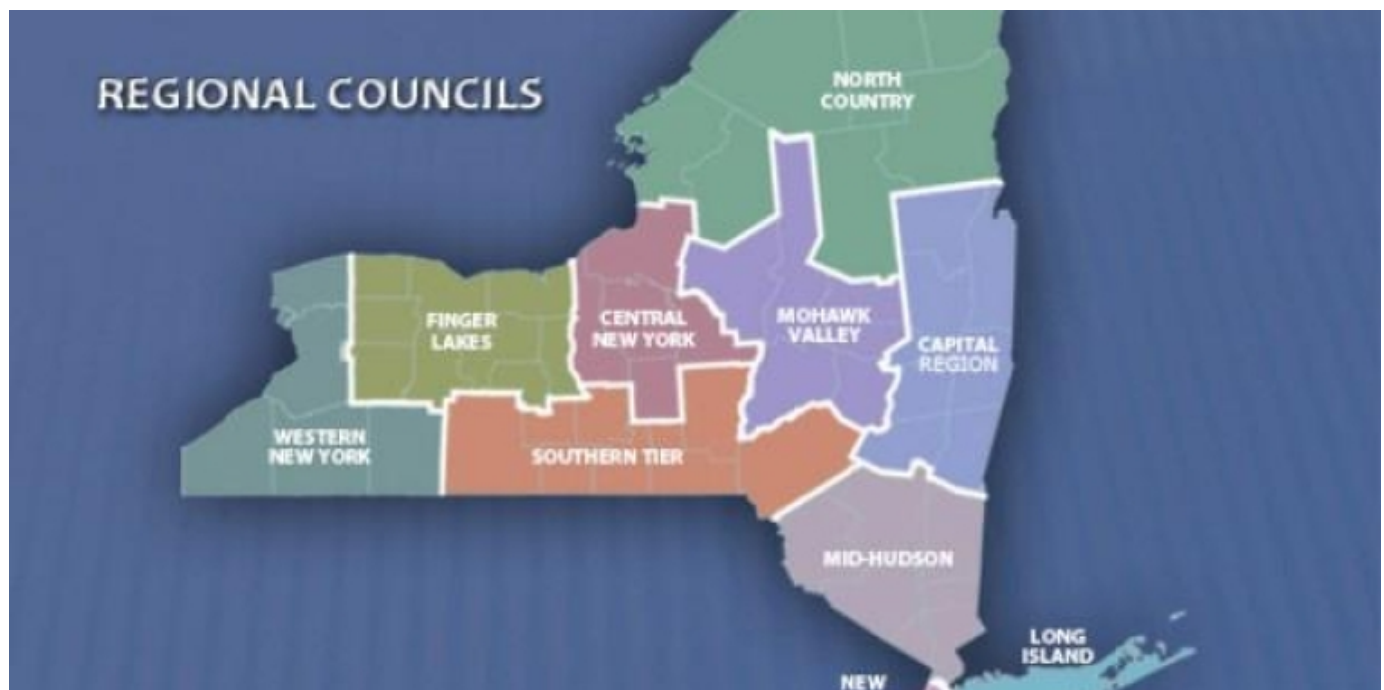 REGIONAL COUNCILS
NORTH
COUNTRY
FINGER
LAKES
CENTRAL
NEW YORK
MOHAWK
VALLEY
CAPITAL
REGION
WESTERN
NEW YORK
SOUTHERN TIER
MID-HUDSON
LONG
ISLAND
NEW